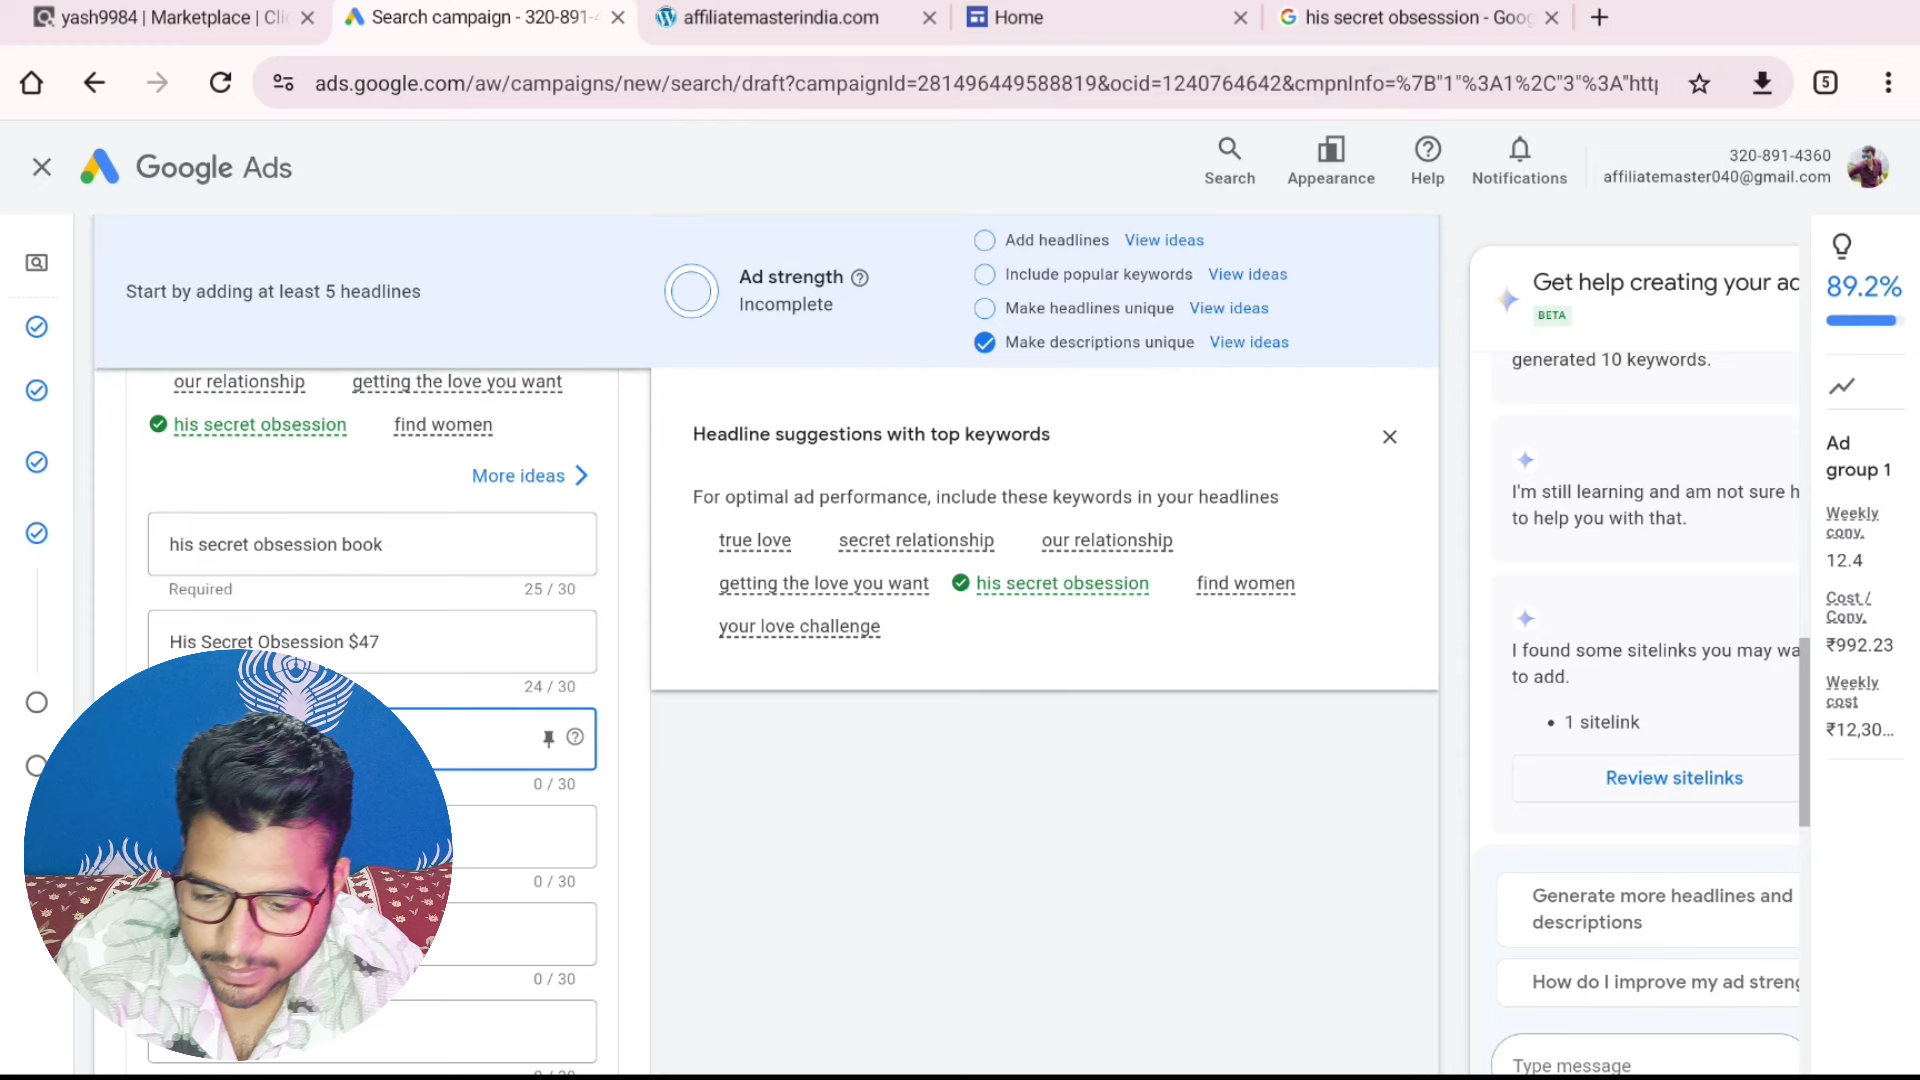 yash9984 | Marketplace | Cli
Search campaign - 320-891-
affiliatemasterindia.com
Home
his secret obsesssion - Goog
ads.google.com/aw/campaigns/new/search/draft?campaignId=281496449588819&ocid=1240764642&cmpnInfo=%7B"1"%3A1%2C"3"%3A"http
5
Google Ads
Search
Appearance
Help
Notifications
320-891-4360
affiliatemaster040@gmail.com
Start by adding at least 5 headlines
Ad strength
Incomplete
Add headlines View ideas
Include popular keywords View ideas
Make headlines unique View ideas
Make descriptions unique View ideas
our relationship getting the love you want
his secret obsession find women
More ideas
his secret obsession book
Required 25 / 30
His Secret Obsession $47
24 / 30
0 / 30
0 / 30
0 / 30
Headline suggestions with top keywords
For optimal ad performance, include these keywords in your headlines
true love secret relationship our relationship
getting the love you want his secret obsession find women
your love challenge
Get help creating your ad
BETA
generated 10 keywords.
I'm still learning and am not sure h
to help you with that.
I found some sitelinks you may wa
to add.
• 1 sitelink
Review sitelinks
Generate more headlines and
descriptions
How do I improve my ad streng
Type message
89.2%
Ad
group 1
Weekly
conv.
12.4
Cost /
Conv.
₹992.23
Weekly
cost
₹12,30...